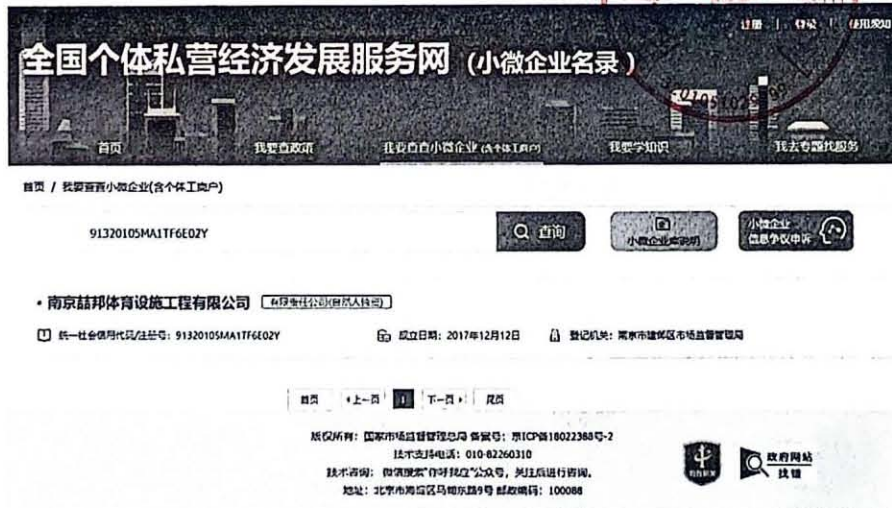 注册 | 登录 | 使用须知
全国个体私营经济发展服务网 (小微企业名录)
首页 我要查政策 我要查看小微企业(含个体工商户) 我要学知识 我去专题找服务
首页 / 我要查看小微企业(含个体工商户)
91320105MA1TF6E02Y 查询 小微企业库说明 小微企业
信息争议申诉
• 南京喆邦体育设施工程有限公司 有限责任公司(自然人独资)
统一社会信用代码/注册号: 91320105MA1TF6E02Y 成立日期: 2017年12月12日 登记机关: 南京市建邺区市场监督管理局
首页 上一页 1 下一页 尾页
版权所有: 国家市场监督管理总局 备案号: 京ICP备18022388号-2
技术支持电话: 010-82260310
技术咨询: 微信搜索"你呼我应"公众号, 关注后进行咨询。
地址: 北京市海淀区马甸东路9号 邮政编码: 100088
政府网站
找错